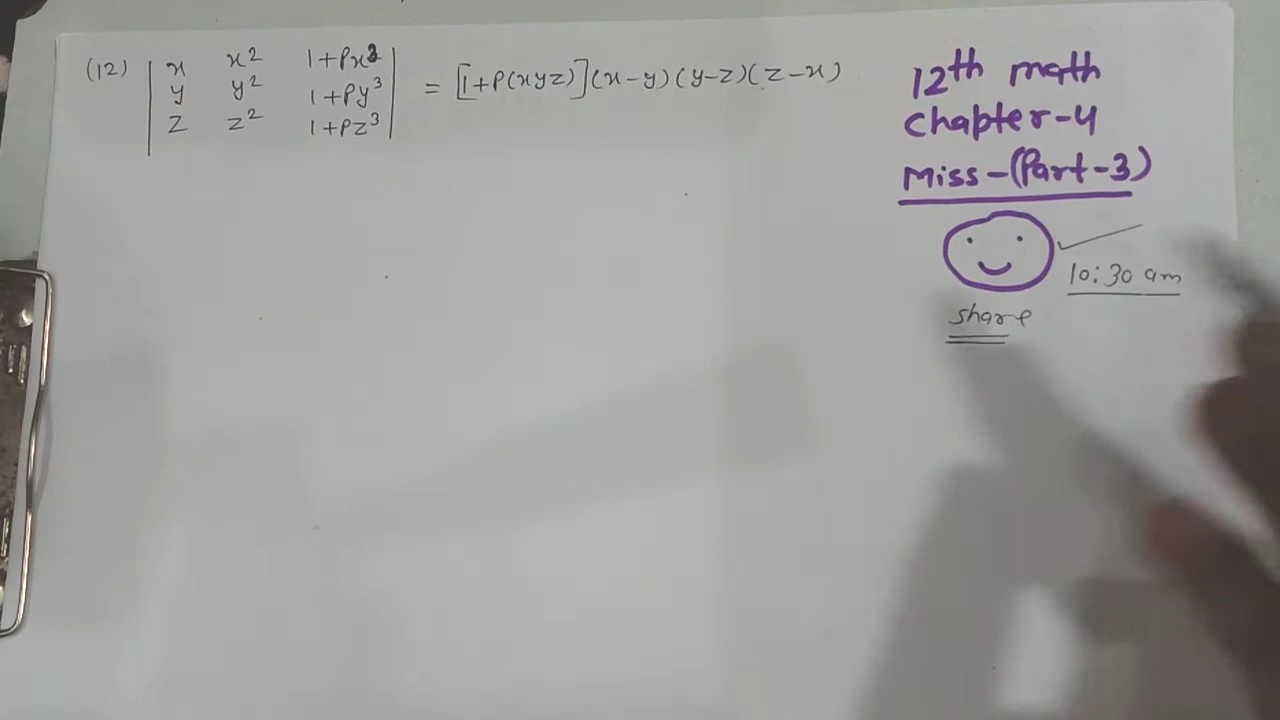 (12) | x x² 1+Px³ |
| y y² 1+Py³ | = [1+P(xyz)](x-y)(y-z)(z-x)
| z z² 1+Pz³ |
12th math
Chapter-4
Miss-(Part-3)
10:30 am
share